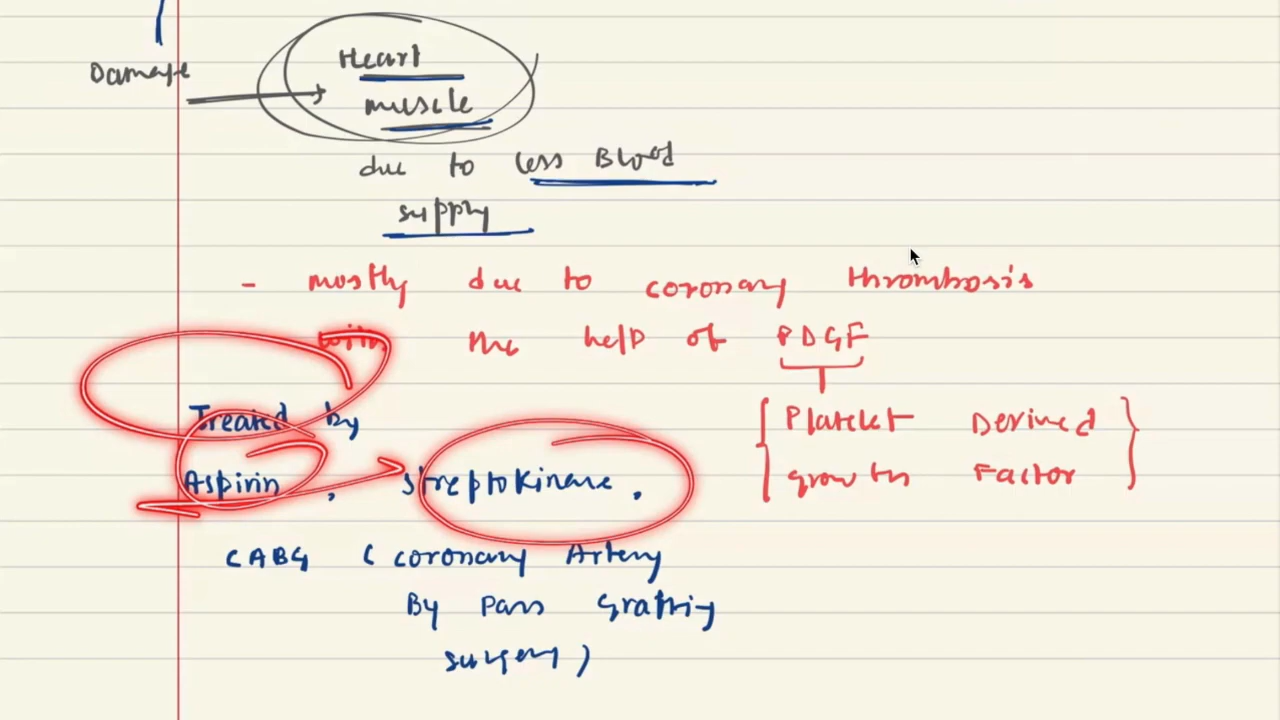 Damage
Heart
muscle
due to less Blood
supply
- mostly due to coronary thrombosis
with the help of PDGF
Treated by
{ Platelet Derived }
growth Factor
Aspirin , streptokinase .
CABG ( coronary Artery
By Pass Grafting
surgery )